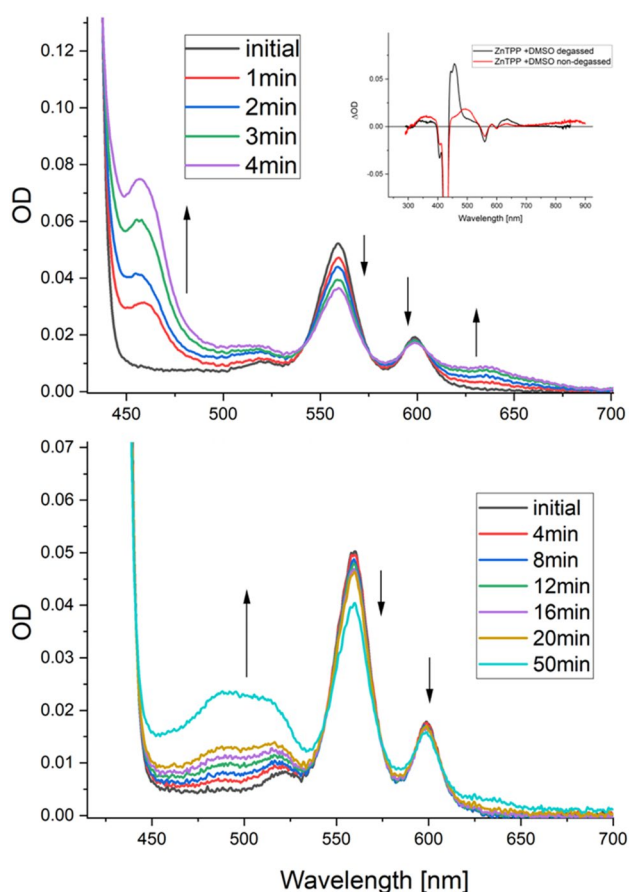 OD
0.12
0.10
0.08
0.06
0.04
0.02
0.00
450 500 550 600 650 700
initial
1min
2min
3min
4min
ZnTPP +DMSO degassed
ZnTPP +DMSO non-degassed
ΔOD
0.05
0.00
-0.05
300 400 500 600 700 800 900
Wavelength [nm]
OD
0.07
0.06
0.05
0.04
0.03
0.02
0.01
0.00
450 500 550 600 650 700
initial
4min
8min
12min
16min
20min
50min
Wavelength [nm]